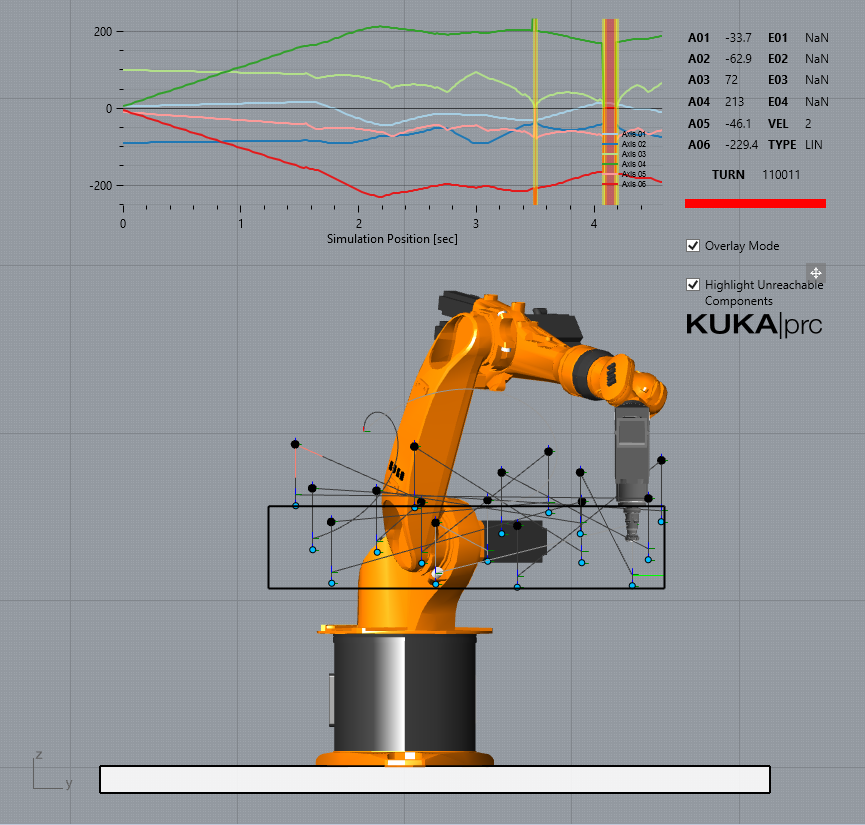 200
0
-200
0
1
2
3
4
Simulation Position [sec]
Axis 01
Axis 02
Axis 03
Axis 04
Axis 05
Axis 06
A01 -33.7 E01 NaN
A02 -62.9 E02 NaN
A03 72 E03 NaN
A04 213 E04 NaN
A05 -46.1 VEL 2
A06 -229.4 TYPE LIN
TURN 110011
Overlay Mode
Highlight Unreachable
Components
KUKA|prc
z
y